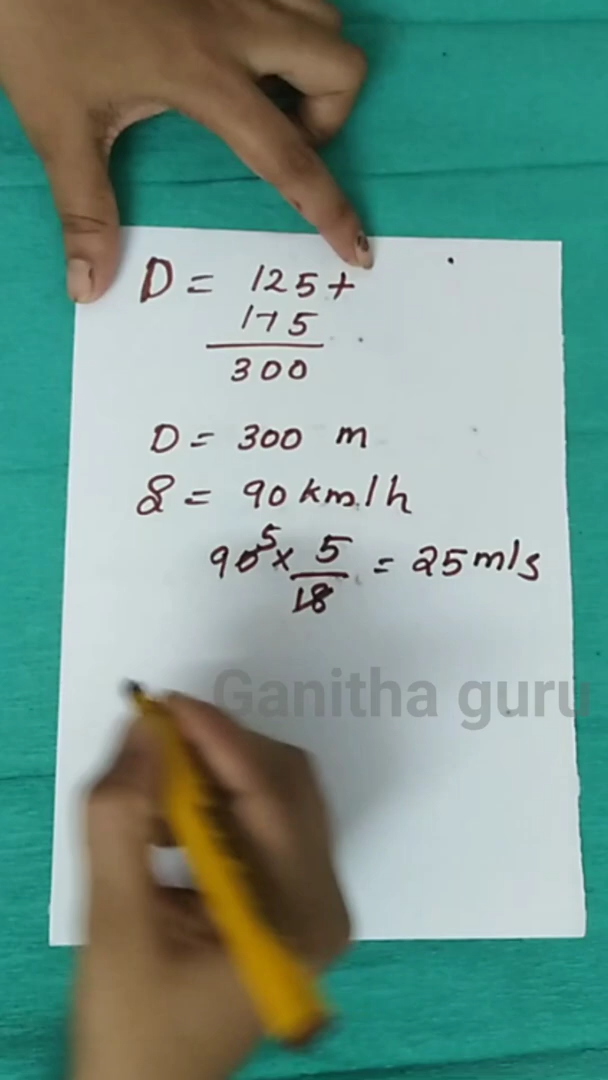 D = 125+
175
300
D = 300 m
S = 90 km/h
90 5 × 5/18 = 25 m/s
Ganitha guru